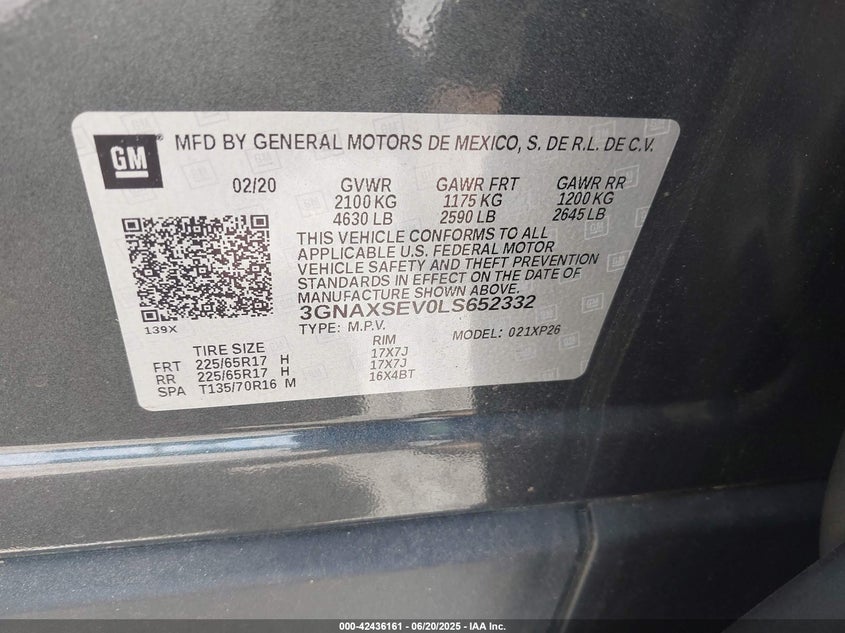 GM
MFD BY GENERAL MOTORS DE MEXICO, S. DE R.L. DE C.V.
02/20 GVWR GAWR FRT GAWR RR
2100 KG 1175 KG 1200 KG
4630 LB 2590 LB 2645 LB
THIS VEHICLE CONFORMS TO ALL
APPLICABLE U.S. FEDERAL MOTOR
VEHICLE SAFETY AND THEFT PREVENTION
STANDARDS IN EFFECT ON THE DATE OF
MANUFACTURE SHOWN ABOVE.
3GNAXSEV0LS652332
139X
TYPE: M.P.V. MODEL: 021XP26
TIRE SIZE RIM
FRT 225/65R17 H 17X7J
RR 225/65R17 H 17X7J
SPA T135/70R16 M 16X4BT
000-42436161 — 06/20/2025 — IAA Inc.